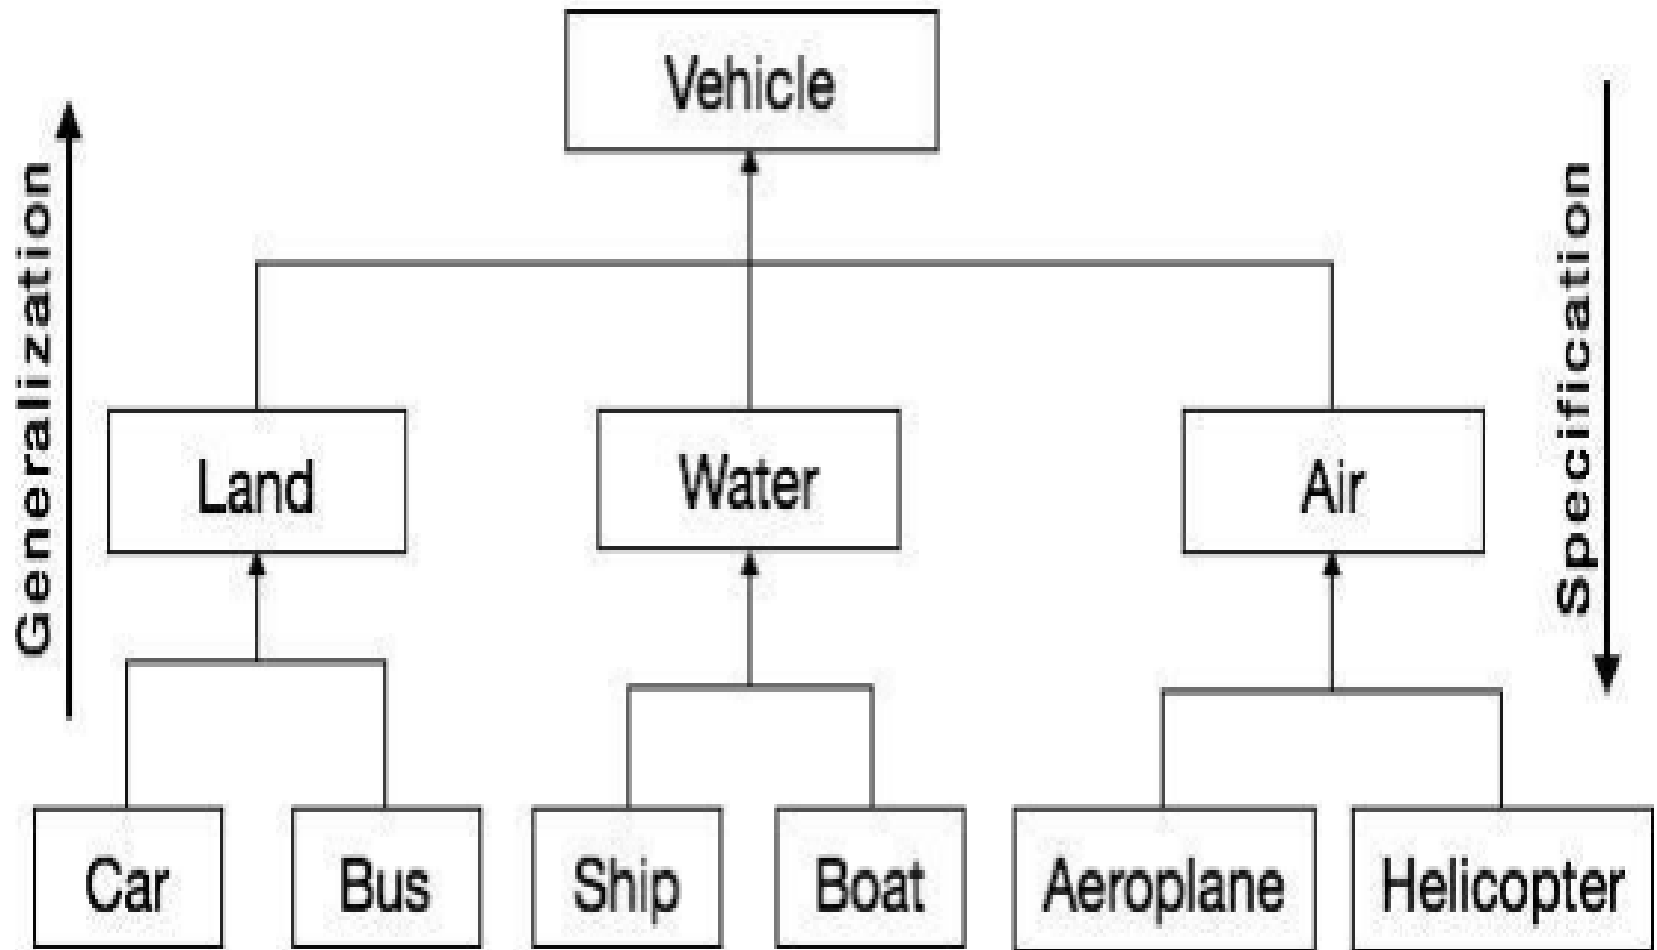 Vehicle
Generalization
Specification
Land
Water
Air
Car
Bus
Ship
Boat
Aeroplane
Helicopter